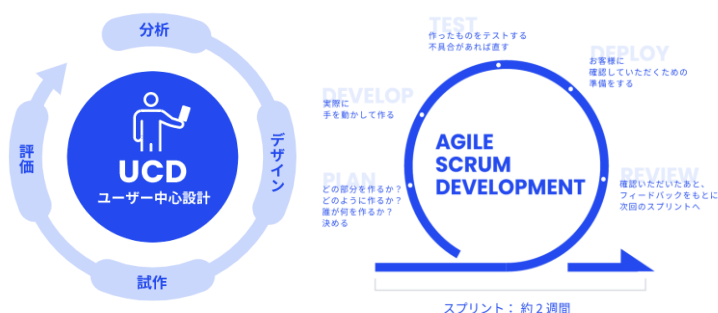 分析
デザイン
試作
評価
UCD
ユーザー中心設計
TEST
作ったものをテストする
不具合があれば直す
DEPLOY
お客様に
確認していただくための
準備をする
DEVELOP
実際に
手を動かして作る
AGILE
SCRUM
DEVELOPMENT
PLAN
どの部分を作るか?
どのように作るか?
誰が何を作るか?
決める
REVIEW
確認いただいたあと、
フィードバックをもとに
次回のスプリントへ
スプリント: 約2週間